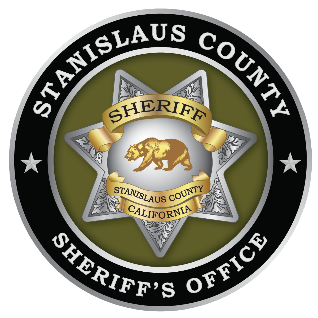 STANISLAUS COUNTY
SHERIFF
STANISLAUS COUNTY
CALIFORNIA
SHERIFF'S OFFICE